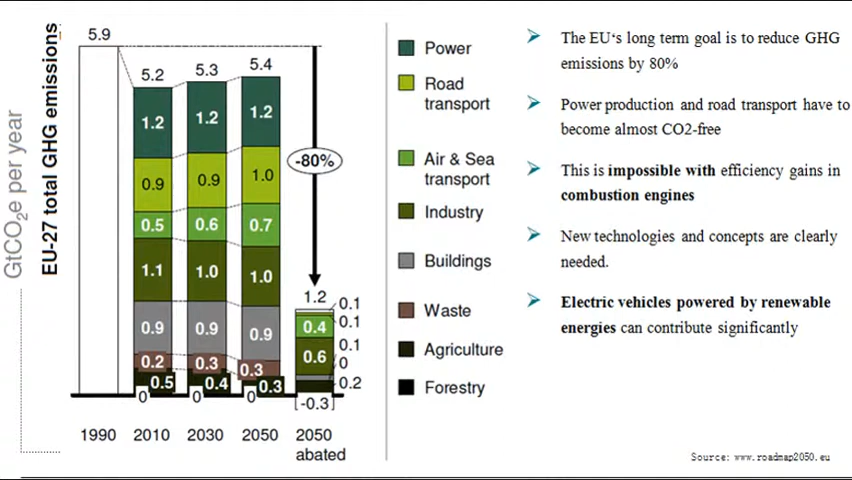 EU-27 total GHG emissions
GtCO2e per year
5.9
5.2
5.3
5.4
1.2
1.2
1.2
0.9
0.9
1.0
-80%
0.5
0.6
0.7
1.1
1.0
1.0
1.2
0.1
0.1
0.4
0.1
0.6
0
0.2
0.9
0.9
0.9
0.2
0.3
0.3
0.5
0.4
0.3
0
0
0
[-0.3]
1990
2010
2030
2050
2050
abated
Power
Road
transport
Air & Sea
transport
Industry
Buildings
Waste
Agriculture
Forestry
The EU‘s long term goal is to reduce GHG
emissions by 80%
Power production and road transport have to
become almost CO2-free
This is impossible with efficiency gains in
combustion engines
New technologies and concepts are clearly
needed.
Electric vehicles powered by renewable
energies can contribute significantly
Source: www.roadmap2050.eu